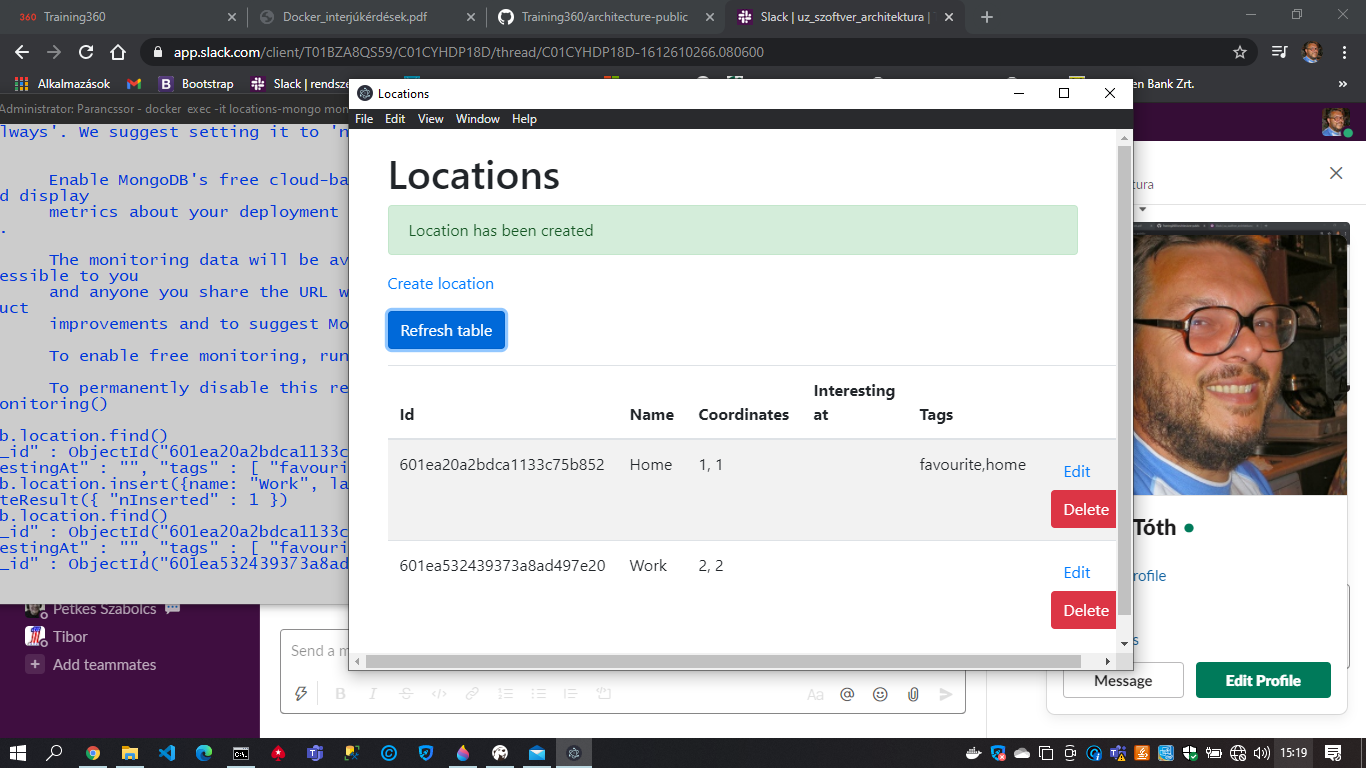 Training360
Docker_interjúkérdések.pdf
Training360/architecture-public
Slack | uz_szoftver_architektura |
app.slack.com/client/T01BZA8QS59/C01CYHDP18D/thread/C01CYHDP18D-1612610266.080600
Alkalmazások
Bootstrap
Slack | rendsze
en Bank Zrt.
»
Administrator: Parancssor - docker exec -it locations-mongo mon
lways'. We suggest setting it to 'n
Enable MongoDB's free cloud-ba
d display
metrics about your deployment
.
The monitoring data will be av
essible to you
and anyone you share the URL w
uct
improvements and to suggest Mo
To enable free monitoring, run
To permanently disable this re
onitoring()
b.location.find()
_id" : ObjectId("601ea20a2bdca1133c
estingAt" : "", "tags" : [ "favouri
b.location.insert({name: "Work", la
teResult({ "nInserted" : 1 })
b.location.find()
_id" : ObjectId("601ea20a2bdca1133c
estingAt" : "", "tags" : [ "favouri
_id" : ObjectId("601ea532439373a8ad
Locations
File Edit View Window Help
Locations
Location has been created
Create location
Refresh table
Id Name Coordinates Interesting at Tags
601ea20a2bdca1133c75b852 Home 1, 1 favourite,home Edit
Delete
601ea532439373a8ad497e20 Work 2, 2 Edit
Delete
tura
Tóth
rofile
s
Message
Edit Profile
Petkes Szabolcs
Tibor
Add teammates
Send a m
15:19